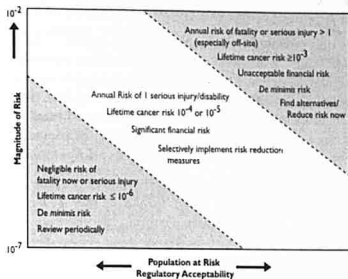 10-2
Magnitude of Risk
10-7
Annual risk of fatality or serious injury > 1
(especially off-site)
Lifetime cancer risk ≥10-3
Unacceptable financial risk
De minimis risk
Find alternatives/
Reduce risk now
Annual Risk of 1 serious injury/disability
Lifetime cancer risk 10-4 or 10-5
Significant financial risk
Selectively implement risk reduction
measures
Negligible risk of
fatality now or serious injury
Lifetime cancer risk ≤ 10-6
De minimis risk
Review periodically
Population at Risk
Regulatory Acceptability